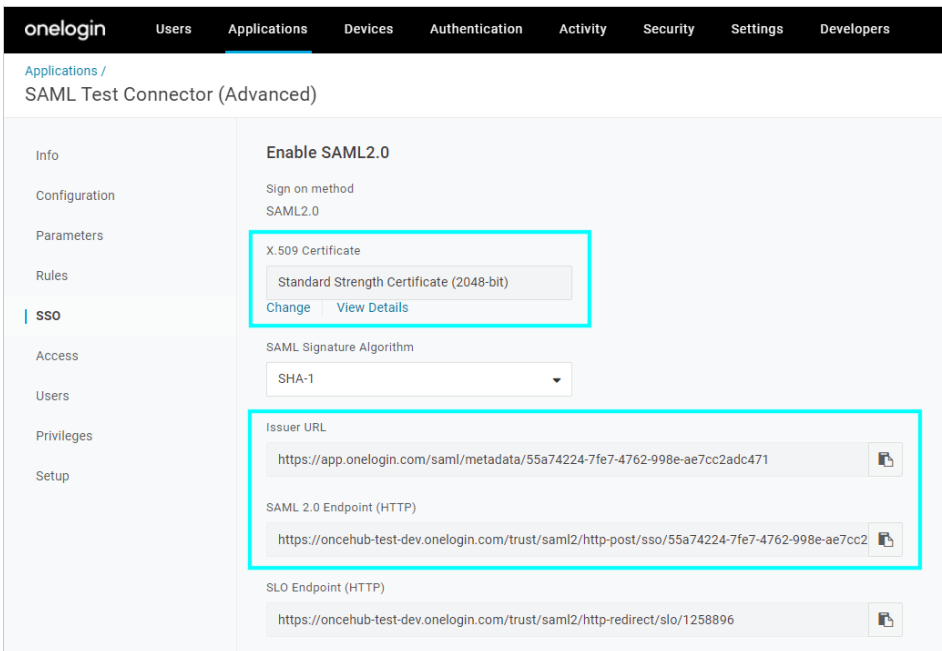 onelogin Users Applications Devices Authentication Activity Security Settings Developers
Applications /
SAML Test Connector (Advanced)
Info
Configuration
Parameters
Rules
SSO
Access
Users
Privileges
Setup
Enable SAML2.0
Sign on method
SAML2.0
X.509 Certificate
Standard Strength Certificate (2048-bit)
Change View Details
SAML Signature Algorithm
SHA-1
Issuer URL
https://app.onelogin.com/saml/metadata/55a74224-7fe7-4762-998e-ae7cc2adc471
SAML 2.0 Endpoint (HTTP)
https://oncehub-test-dev.onelogin.com/trust/saml2/http-post/sso/55a74224-7fe7-4762-998e-ae7cc2
SLO Endpoint (HTTP)
https://oncehub-test-dev.onelogin.com/trust/saml2/http-redirect/slo/1258896